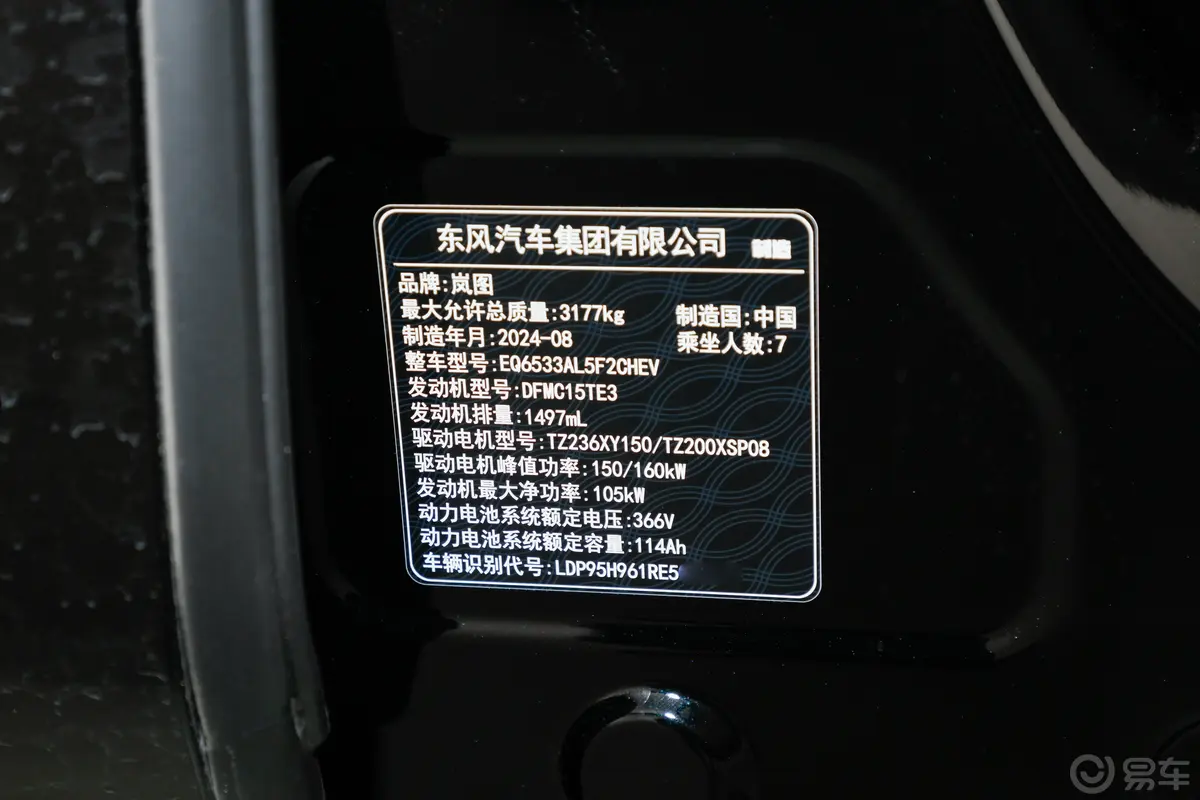 东风汽车集团有限公司 制造
品牌:岚图
最大允许总质量:3177kg 制造国:中国
制造年月:2024-08 乘坐人数:7
整车型号:EQ6533AL5F2CHEV
发动机型号:DFMC15TE3
发动机排量:1497mL
驱动电机型号:TZ236XY150/TZ200XSP08
驱动电机峰值功率:150/160kW
发动机最大净功率:105kW
动力电池系统额定电压:366V
动力电池系统额定容量:114Ah
车辆识别代号:LDP95H961RE5
易车